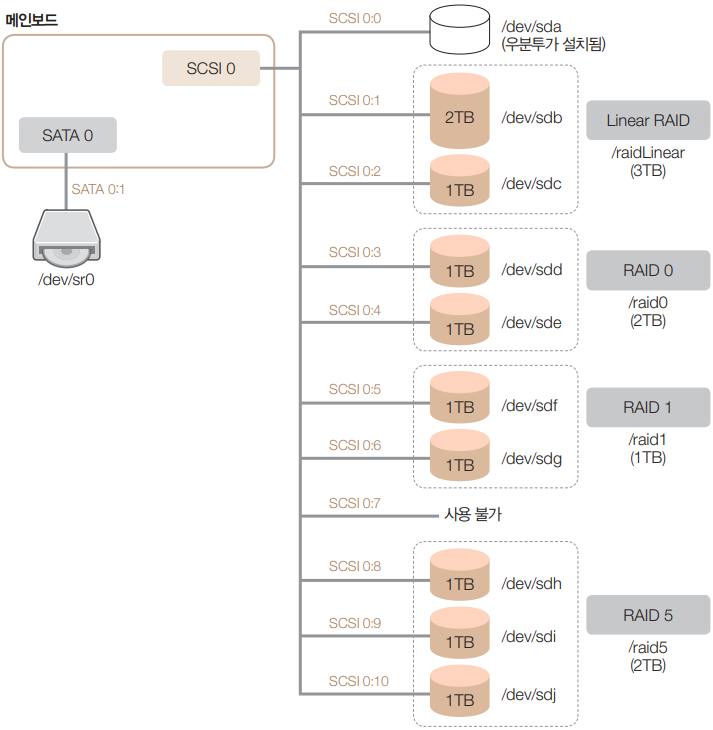 메인보드
SCSI 0
SATA 0
SATA 0:1
/dev/sr0
SCSI 0:0
/dev/sda
(우분투가 설치됨)
SCSI 0:1
2TB
/dev/sdb
SCSI 0:2
1TB
/dev/sdc
Linear RAID
/raidLinear
(3TB)
SCSI 0:3
1TB
/dev/sdd
SCSI 0:4
1TB
/dev/sde
RAID 0
/raid0
(2TB)
SCSI 0:5
1TB
/dev/sdf
SCSI 0:6
1TB
/dev/sdg
RAID 1
/raid1
(1TB)
SCSI 0:7
사용 불가
SCSI 0:8
1TB
/dev/sdh
SCSI 0:9
1TB
/dev/sdi
SCSI 0:10
1TB
/dev/sdj
RAID 5
/raid5
(2TB)